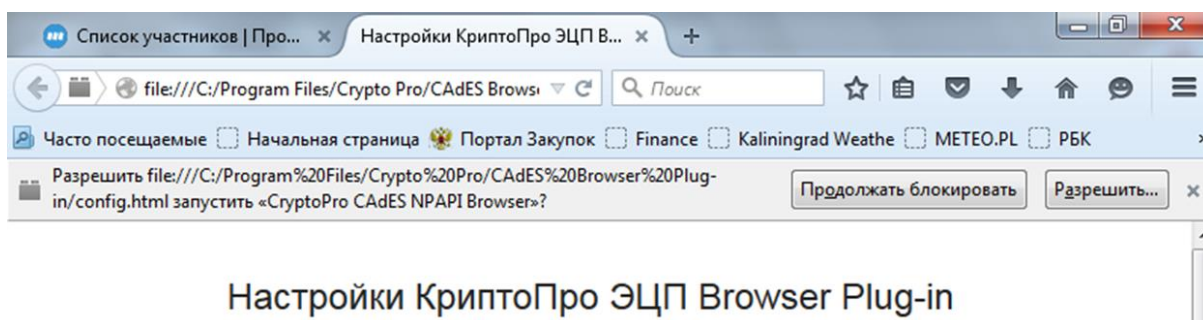 Список участников | Про... × Настройки КриптоПро ЭЦП В... × +
file:///C:/Program Files/Crypto Pro/CAdES Brows Поиск
Часто посещаемые Начальная страница Портал Закупок Finance Kaliningrad Weathe METEO.PL РБК
Разрешить file:///C:/Program%20Files/Crypto%20Pro/CAdES%20Browser%20Plug-
in/config.html запустить «CryptoPro CAdES NPAPI Browser»? Продолжать блокировать Разрешить...
Настройки КриптоПро ЭЦП Browser Plug-in